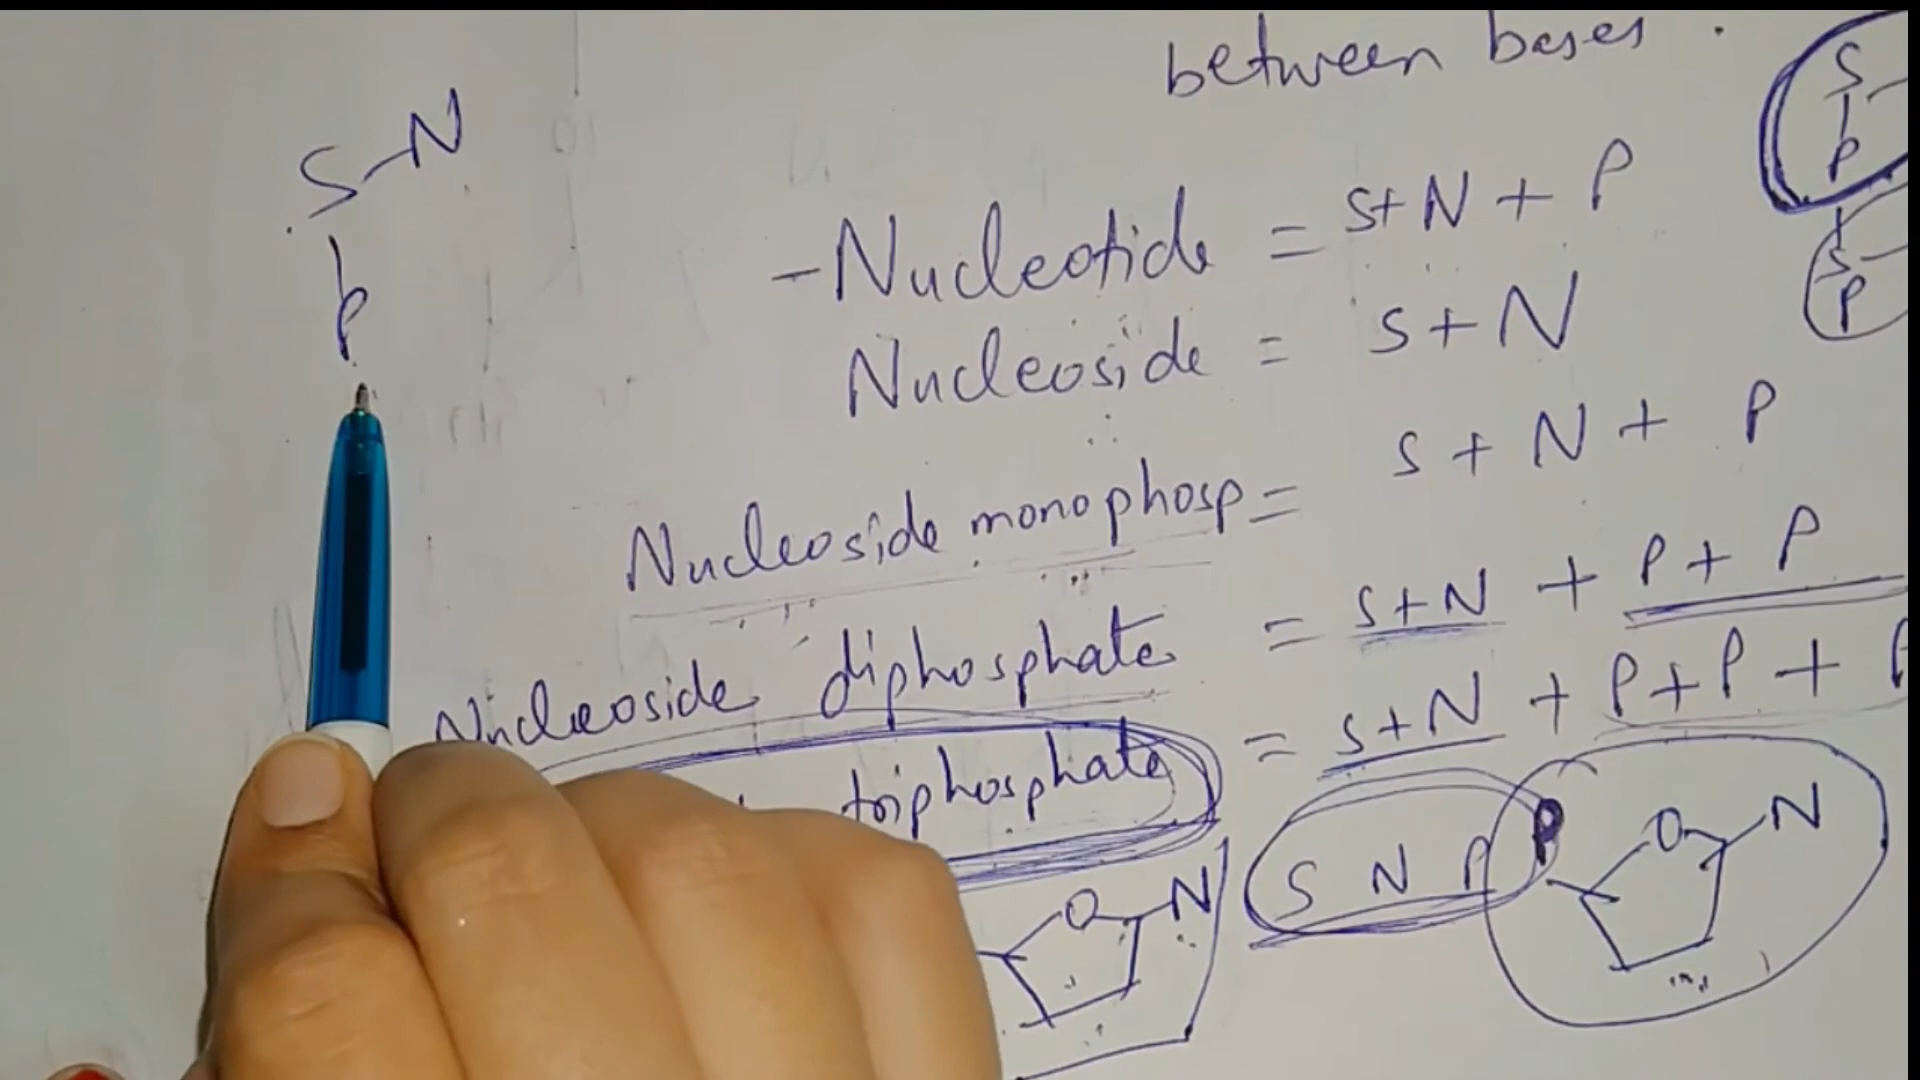 between bases .
S
P
S
P
S-N
P
- Nucleotide = S+N + P
Nucleoside = S+N
Nucleoside monophosp = S + N + P
Nucleoside diphosphate = S+N + P + P
triphosphate = S+N + P+P + P
S N P P
O N
O N